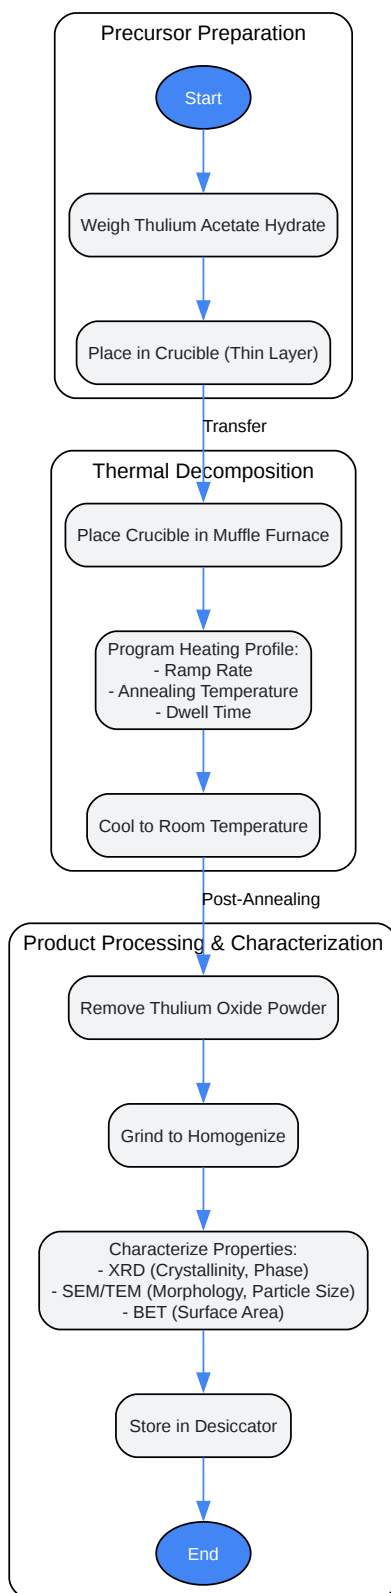 Precursor Preparation
Start
Weigh Thulium Acetate Hydrate
Place in Crucible (Thin Layer)
Transfer
Thermal Decomposition
Place Crucible in Muffle Furnace
Program Heating Profile:
- Ramp Rate
- Annealing Temperature
- Dwell Time
Cool to Room Temperature
Post-Annealing
Product Processing & Characterization
Remove Thulium Oxide Powder
Grind to Homogenize
Characterize Properties:
- XRD (Crystallinity, Phase)
- SEM/TEM (Morphology, Particle Size)
- BET (Surface Area)
Store in Desiccator
End